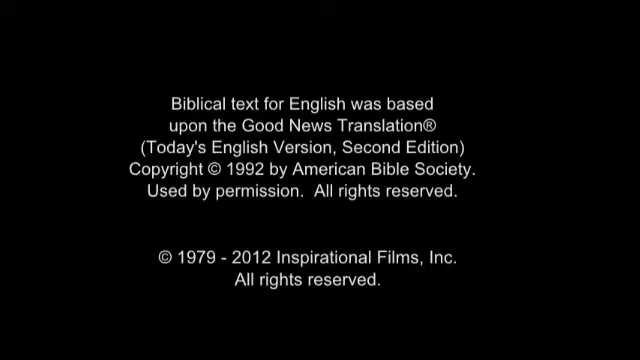 Biblical text for English was based
upon the Good News Translation®
(Today's English Version, Second Edition)
Copyright © 1992 by American Bible Society.
Used by permission.  All rights reserved.
© 1979 - 2012 Inspirational Films, Inc.
All rights reserved.